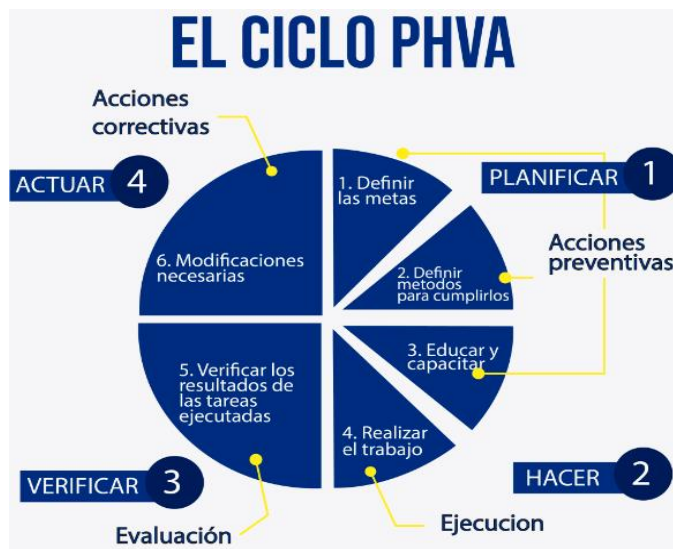 EL CICLO PHVA
Acciones
correctivas
ACTUAR 4
PLANIFICAR 1
1. Definir
las metas
Acciones
preventivas
2. Definir
metodos
para cumplirlos
6. Modificaciones
necesarias
3. Educar y
capacitar
5. Verificar los
resultados de
las tareas
ejecutadas
4. Realizar
el trabajo
VERIFICAR 3
HACER 2
Evaluación
Ejecucion